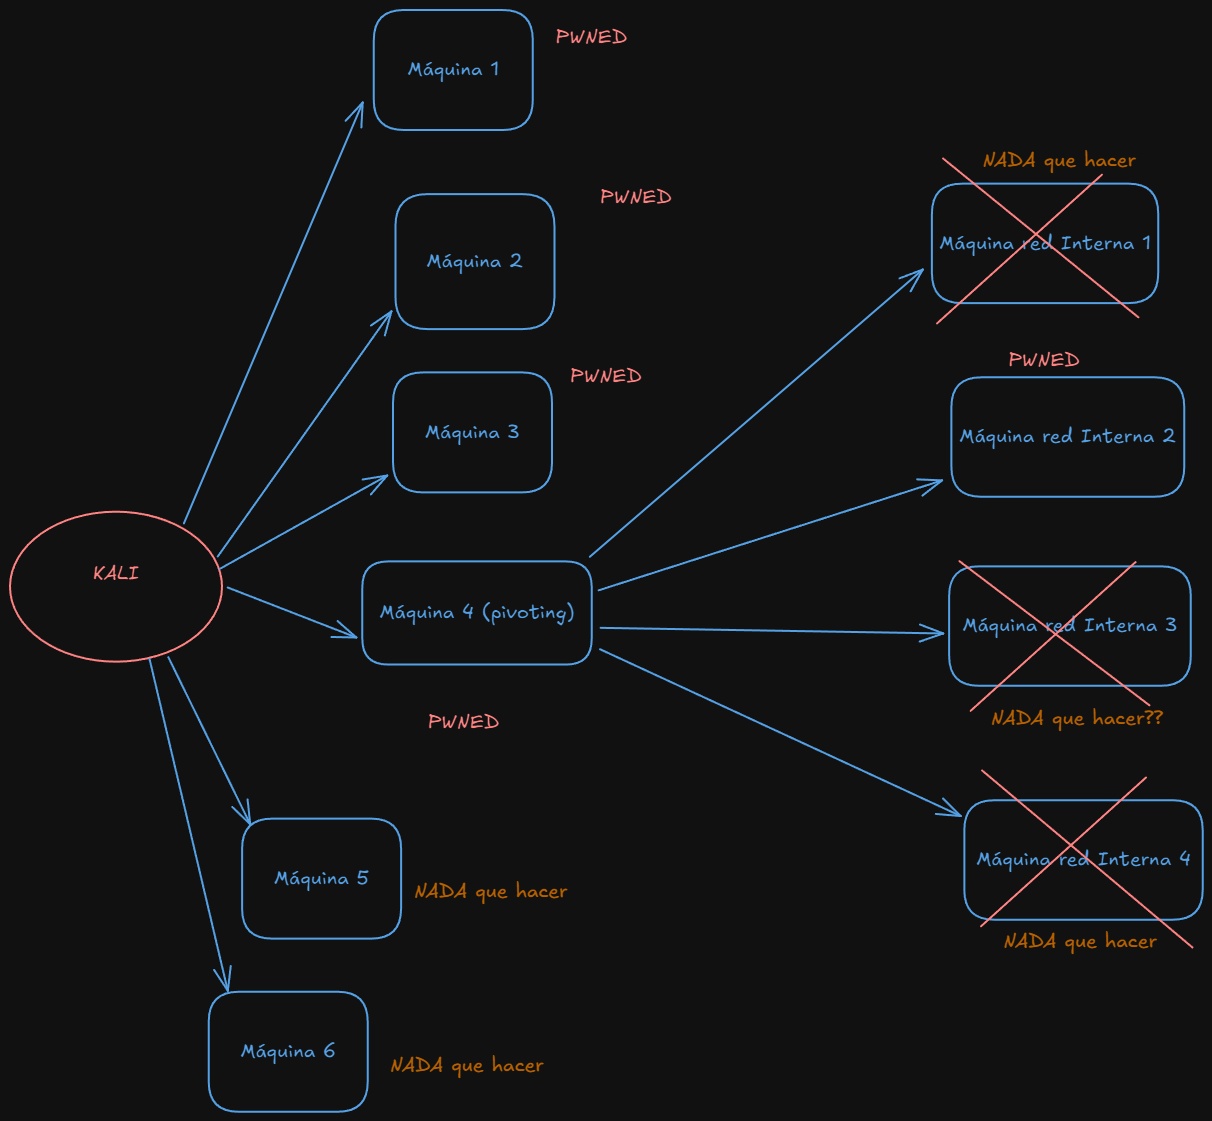 PWNED
Máquina 1
NADA que hacer
PWNED
Máquina red Interna 1
Máquina 2
PWNED
PWNED
Máquina 3
Máquina red Interna 2
KALI
Máquina 4 (pivoting)
Máquina red Interna 3
NADA que hacer??
PWNED
Máquina red Interna 4
Máquina 5
NADA que hacer
NADA que hacer
Máquina 6
NADA que hacer